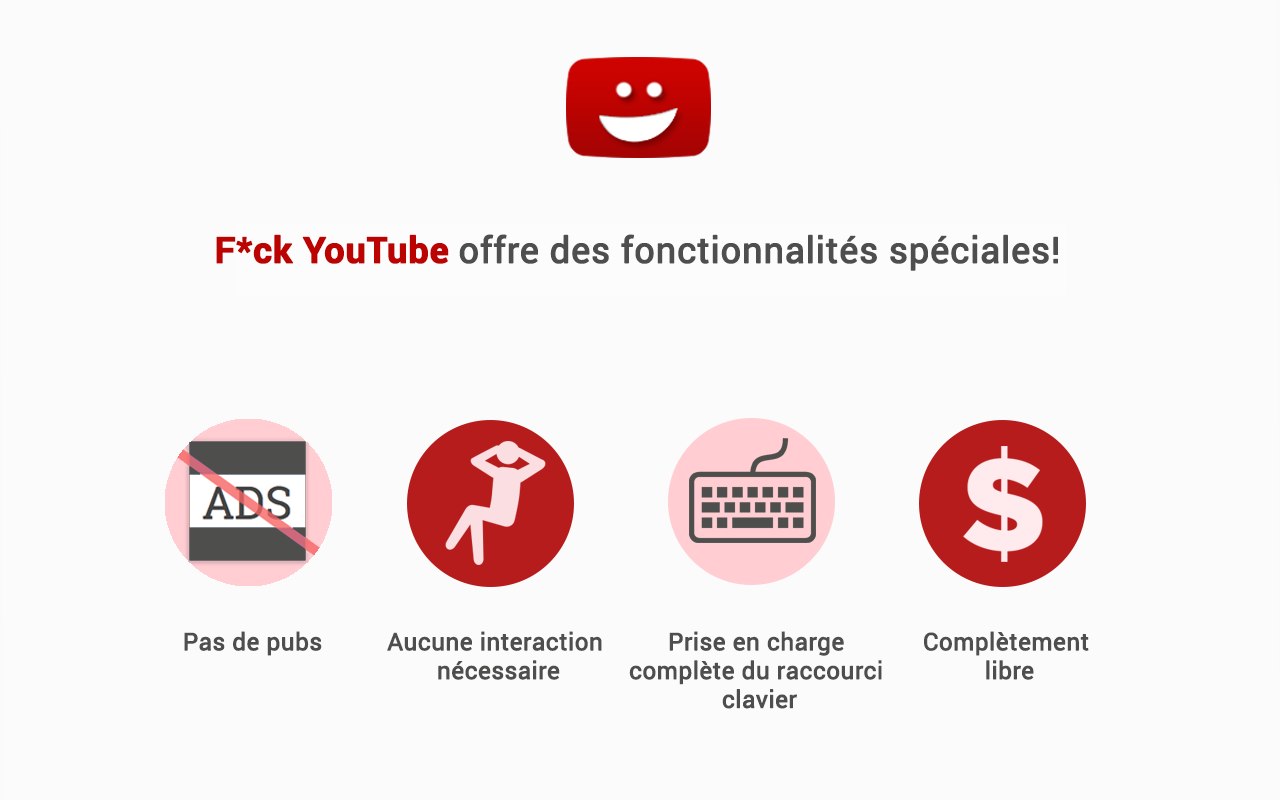 F*ck YouTube offre des fonctionnalités spéciales!
ADS
Pas de pubs
Aucune interaction
nécessaire
Prise en charge
complète du raccourci
clavier
$
Complètement
libre